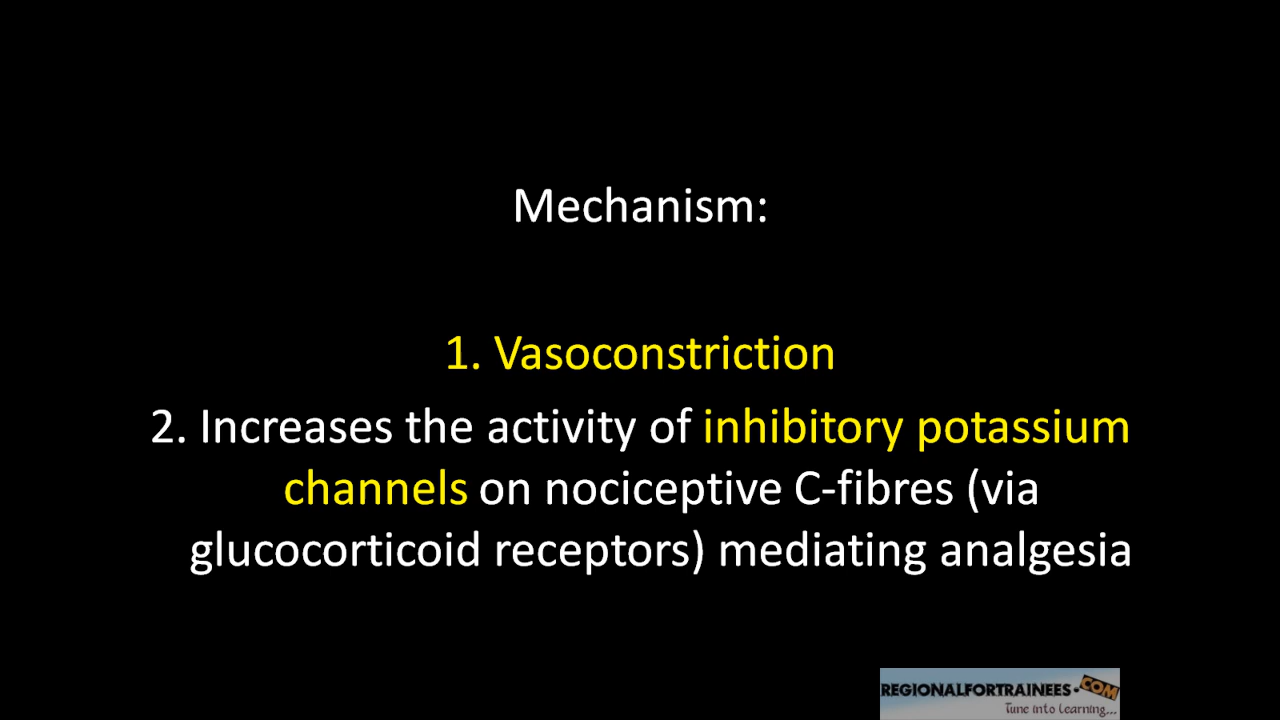 Mechanism:
1. Vasoconstriction
2. Increases the activity of inhibitory potassium
channels on nociceptive C-fibres (via
glucocorticoid receptors) mediating analgesia
REGIONALFORTRAINEES.COM
Tune into Learning...